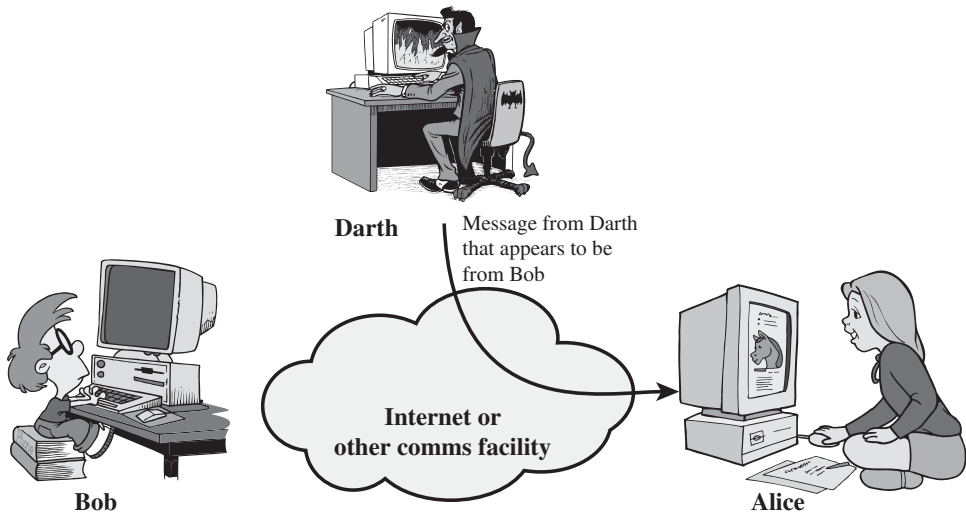 Darth
Message from Darth
that appears to be
from Bob
Internet or
other comms facility
Bob
Alice